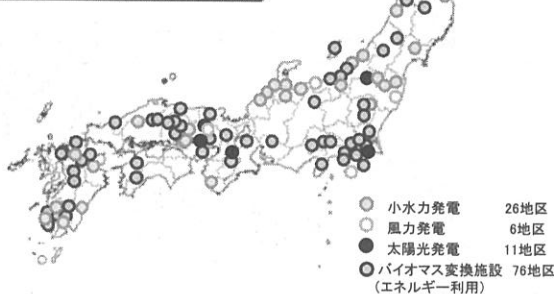 小水力発電 26地区
風力発電 6地区
太陽光発電 11地区
バイオマス変換施設 76地区
(エネルギー利用)